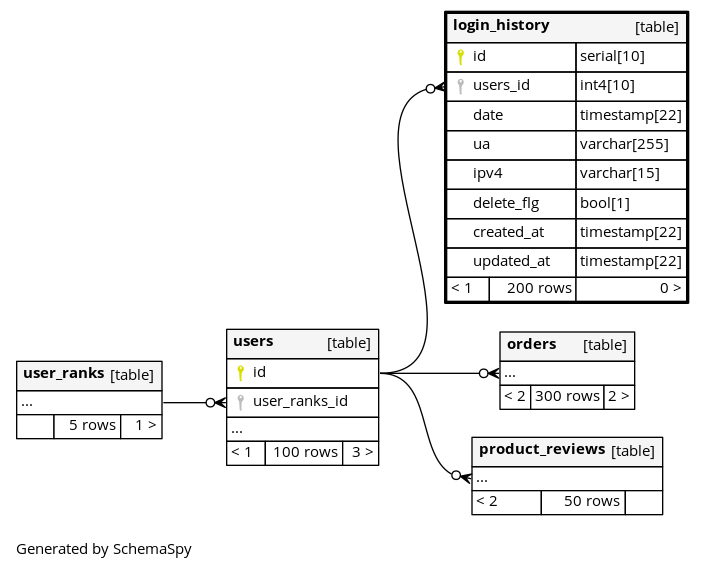 login_history [table]
id serial[10]
users_id int4[10]
date timestamp[22]
ua varchar[255]
ipv4 varchar[15]
delete_flg bool[1]
created_at timestamp[22]
updated_at timestamp[22]
< 1 200 rows 0 >
users [table]
id
user_ranks_id
...
< 1 100 rows 3 >
user_ranks [table]
...
5 rows 1 >
orders [table]
...
< 2 300 rows 2 >
product_reviews [table]
...
< 2 50 rows
Generated by SchemaSpy